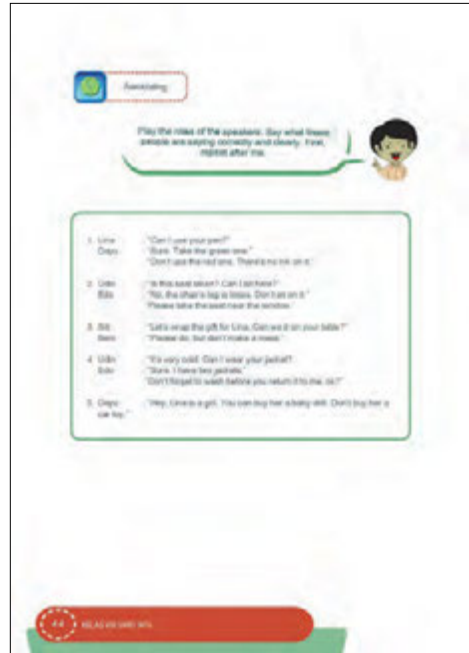 Associating
Play the roles of the speakers. Say what these
people are saying correctly and clearly. First,
repeat after me.
1. Lina : "Can I use your pen?"
Dayu : "Sure. Take the green one."
"Don't use the red one. There's no ink on it."
2. Udin : "Is this seat taken? Can I sit here?"
Edo : "No, the chair's leg is loose. Don't sit on it."
"Please take the seat near the window."
3. Siti : "Let's wrap the gift for Lina. Can we do it on your table?"
Beni : "Please do, but don't make a mess."
4. Udin : "It's very cold. Can I wear your jacket?
Edo : "Sure. I have two jackets."
"Don't forget to wash before you return it to me, ok?"
5. Dayu : "Hey, Lina is a girl. You can buy her a baby doll. Don't buy her a
car toy."
44 KELAS VIII SMP/MTs